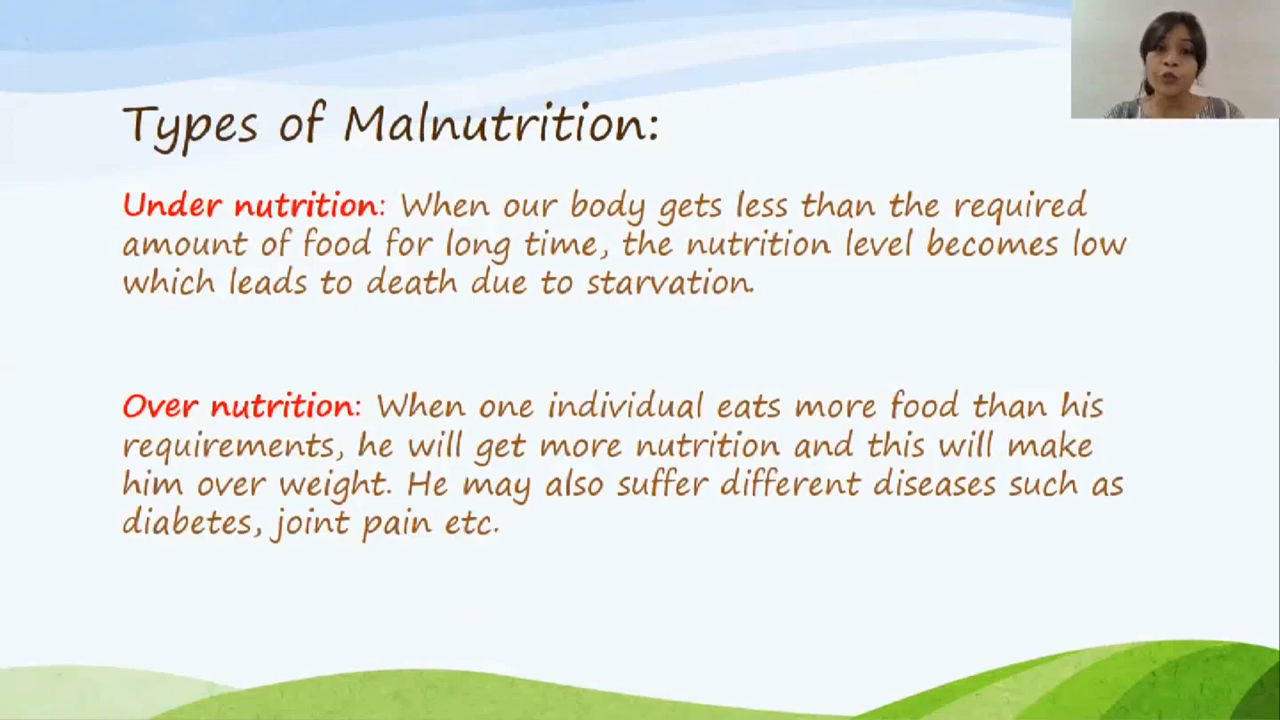 Types of Malnutrition:
Under nutrition: When our body gets less than the required
amount of food for long time, the nutrition level becomes low
which leads to death due to starvation.
Over nutrition: When one individual eats more food than his
requirements, he will get more nutrition and this will make
him over weight. He may also suffer different diseases such as
diabetes, joint pain etc.